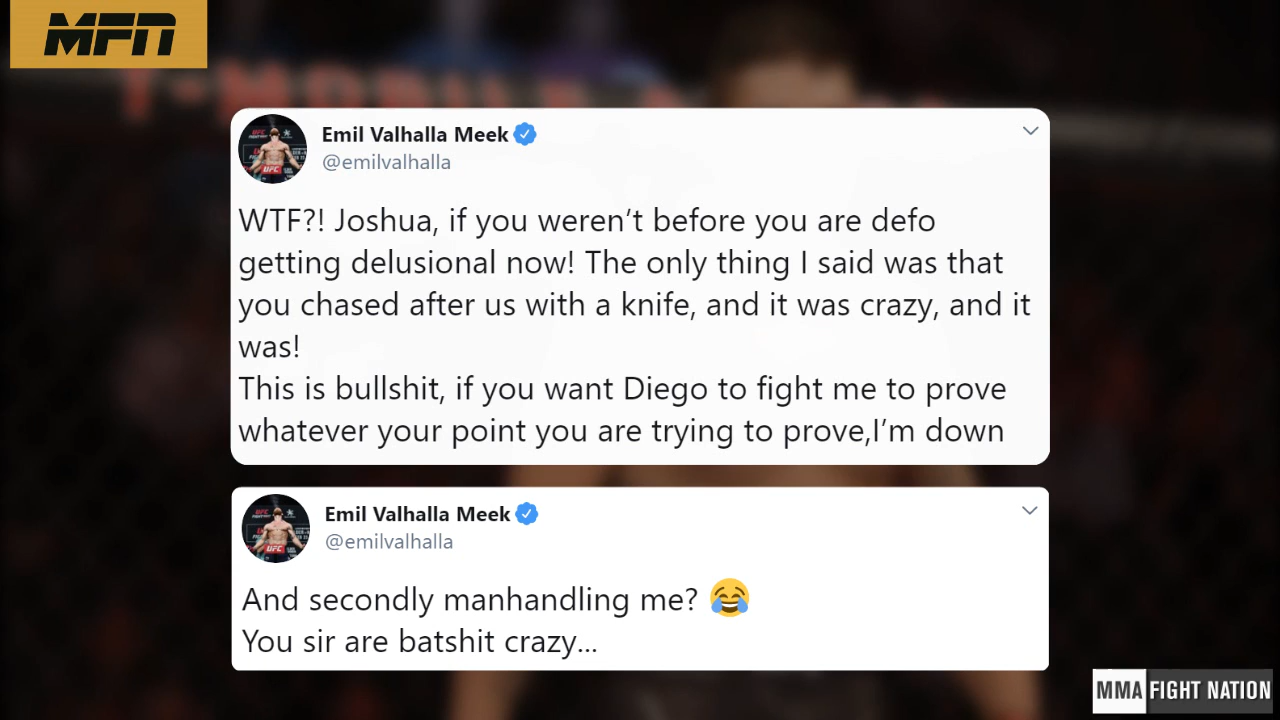 MFN
Emil Valhalla Meek
@emilvalhalla
WTF?! Joshua, if you weren’t before you are defo
getting delusional now! The only thing I said was that
you chased after us with a knife, and it was crazy, and it
was!
This is bullshit, if you want Diego to fight me to prove
whatever your point you are trying to prove,I’m down
Emil Valhalla Meek
@emilvalhalla
And secondly manhandling me? 😂
You sir are batshit crazy...
MMA FIGHT NATION